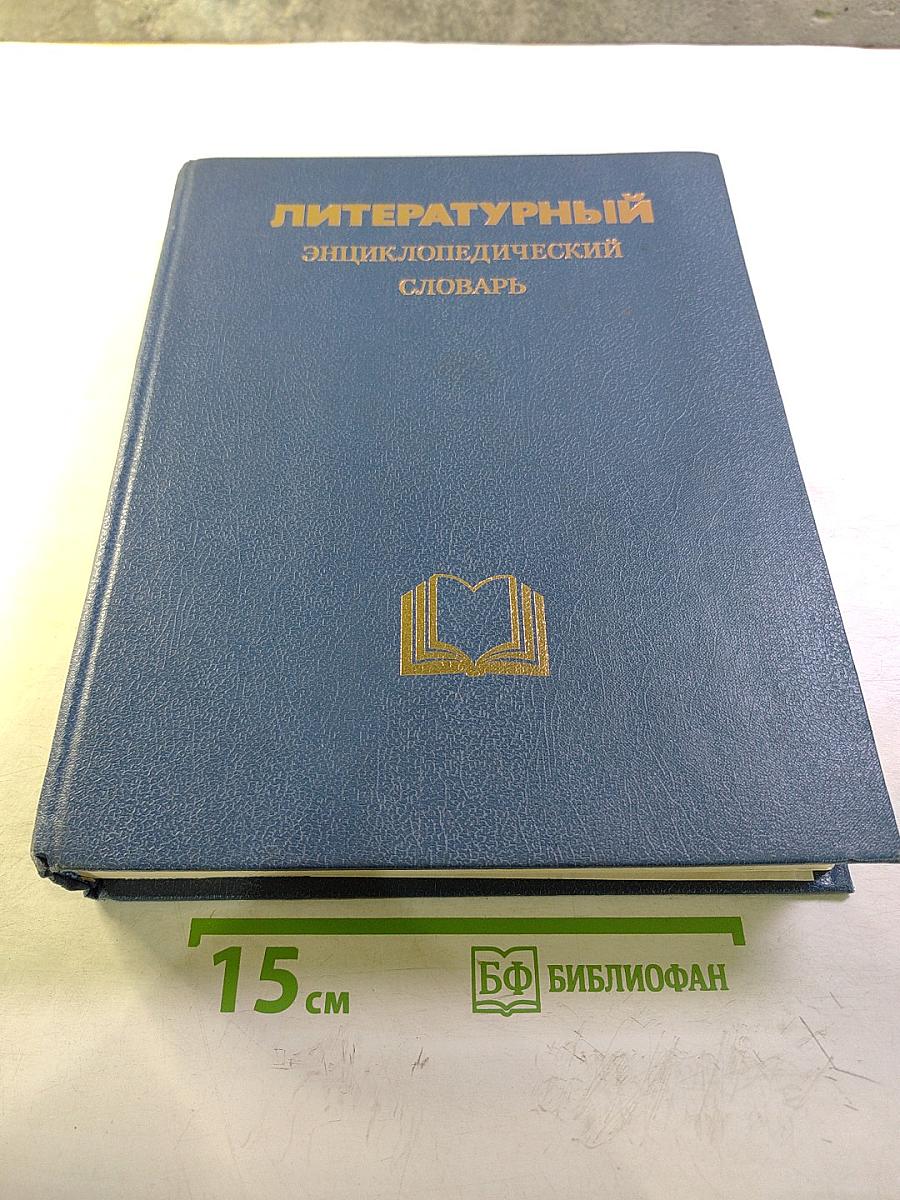 ЛИТЕРАТУРНЫЙ
ЭНЦИКЛОПЕДИЧЕСКИЙ
СЛОВАРЬ
15 см
БФ БИБЛИОФАН